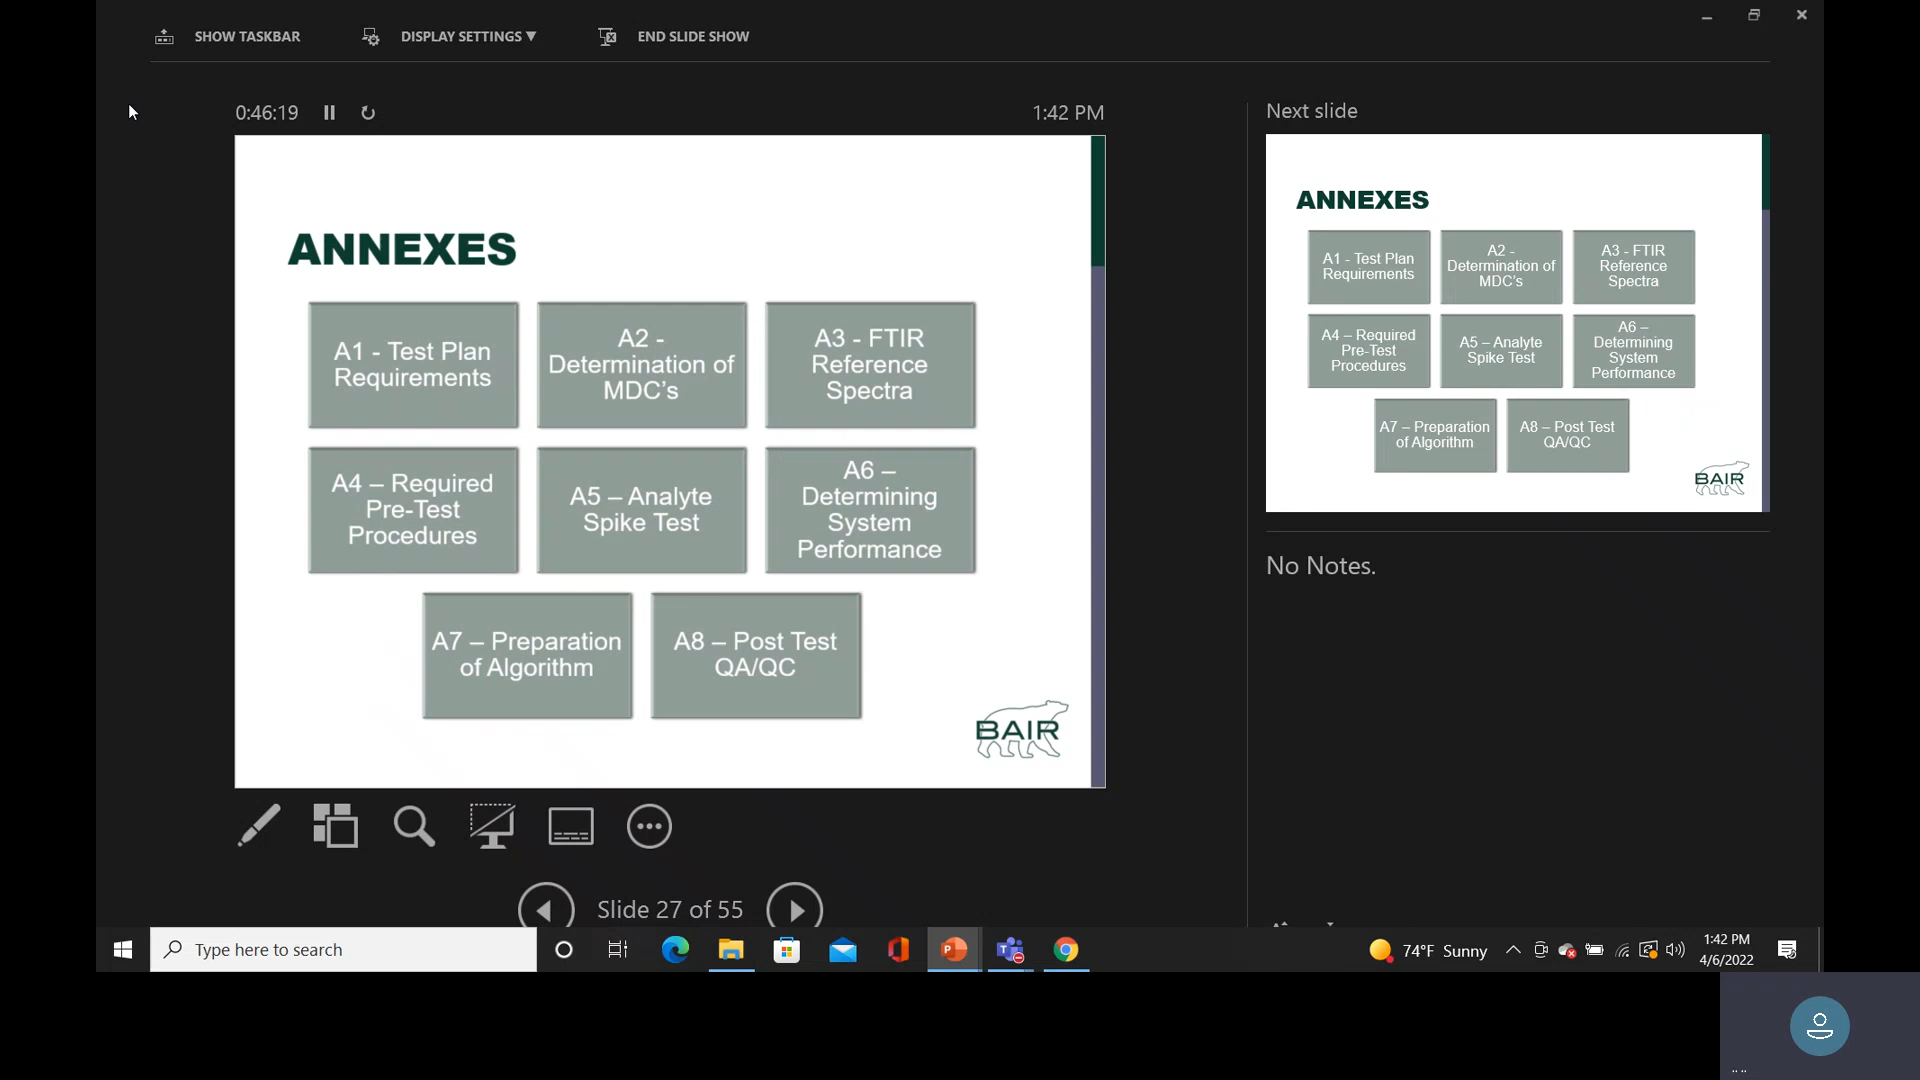 SHOW TASKBAR
DISPLAY SETTINGS ▼
END SLIDE SHOW
0:46:19
1:42 PM
ANNEXES
A1 - Test Plan
Requirements
A2 -
Determination of
MDC's
A3 - FTIR
Reference
Spectra
A4 – Required
Pre-Test
Procedures
A5 – Analyte
Spike Test
A6 –
Determining
System
Performance
A7 – Preparation
of Algorithm
A8 – Post Test
QA/QC
BAIR
Slide 27 of 55
Next slide
ANNEXES
A1 - Test Plan
Requirements
A2 -
Determination of
MDC's
A3 - FTIR
Reference
Spectra
A4 – Required
Pre-Test
Procedures
A5 – Analyte
Spike Test
A6 –
Determining
System
Performance
A7 – Preparation
of Algorithm
A8 – Post Test
QA/QC
BAIR
No Notes.
Type here to search
74°F Sunny
1:42 PM
4/6/2022